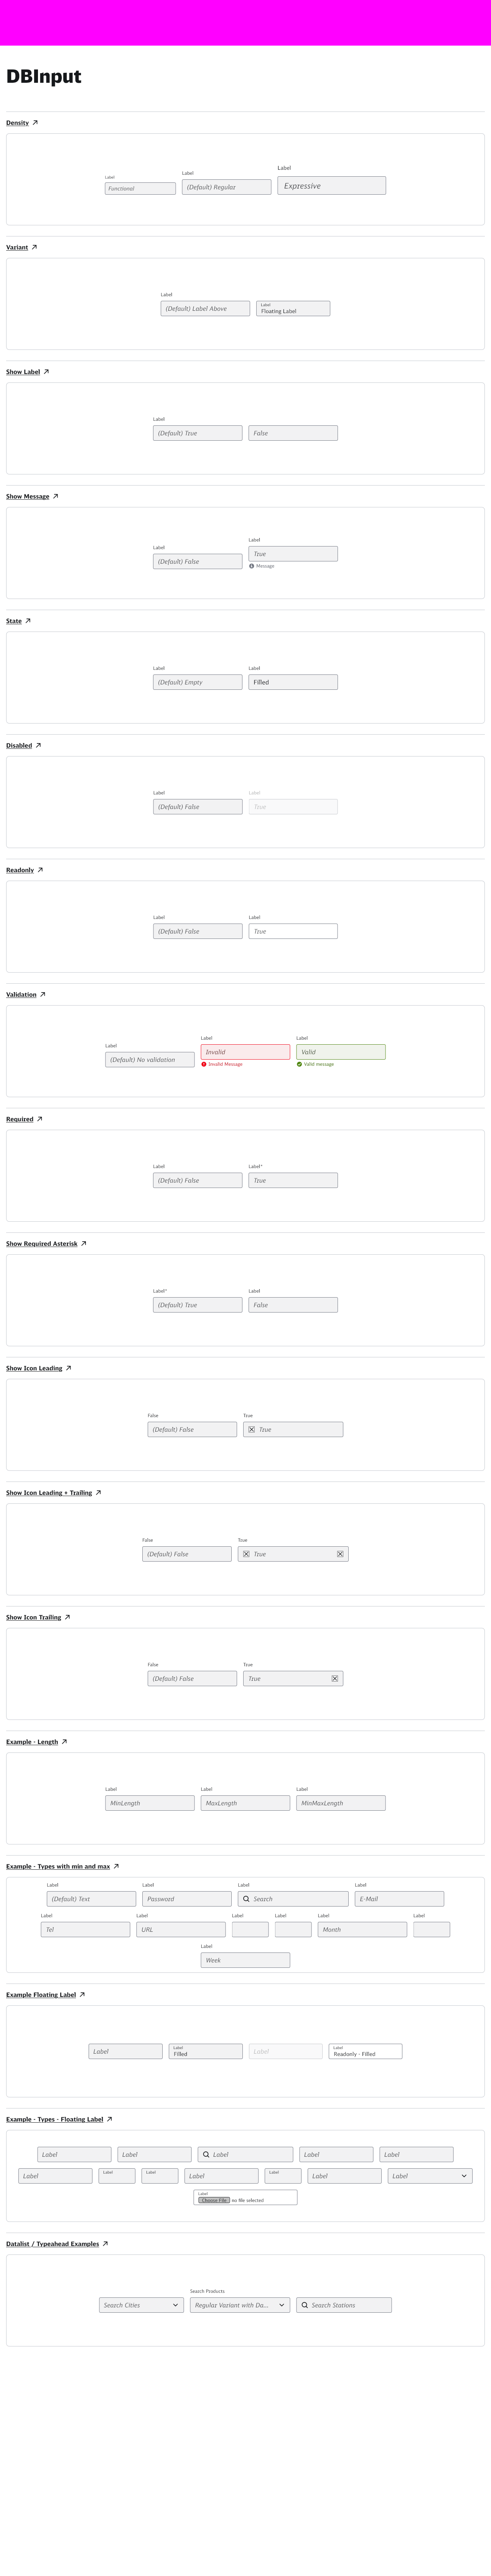 DBInput
Density
Label
Functional
Label
(Default) Regular
Label
Expressive
Variant
Label
(Default) Label Above
Label
Floating Label
Show Label
Label
(Default) True
False
Show Message
Label
(Default) False
Label
True
Message
State
Label
(Default) Empty
Label
Filled
Disabled
Label
(Default) False
Label
True
Readonly
Label
(Default) False
Label
True
Validation
Label
(Default) No validation
Label
Invalid
Invalid Message
Label
Valid
Valid message
Required
Label
(Default) False
Label*
True
Show Required Asterisk
Label*
(Default) True
Label
False
Show Icon Leading
False
(Default) False
True
True
Show Icon Leading + Trailing
False
(Default) False
True
True
Show Icon Trailing
False
(Default) False
True
True
Example - Length
Label
MinLength
Label
MaxLength
Label
MinMaxLength
Example - Types with min and max
Label
(Default) Text
Label
Password
Label
Search
Label
E-Mail
Label
Tel
Label
URL
Label
Label
Label
Month
Label
Label
Week
Example Floating Label
Label
Label
Filled
Label
Label
Readonly - Filled
Example - Types - Floating Label
Label
Label
Label
Label
Label
Label
Label
Label
Label
Label
Label
Label
Label
Choose File no file selected
Datalist / Typeahead Examples
Search Cities
Search Products
Regular Variant with Da...
Search Stations